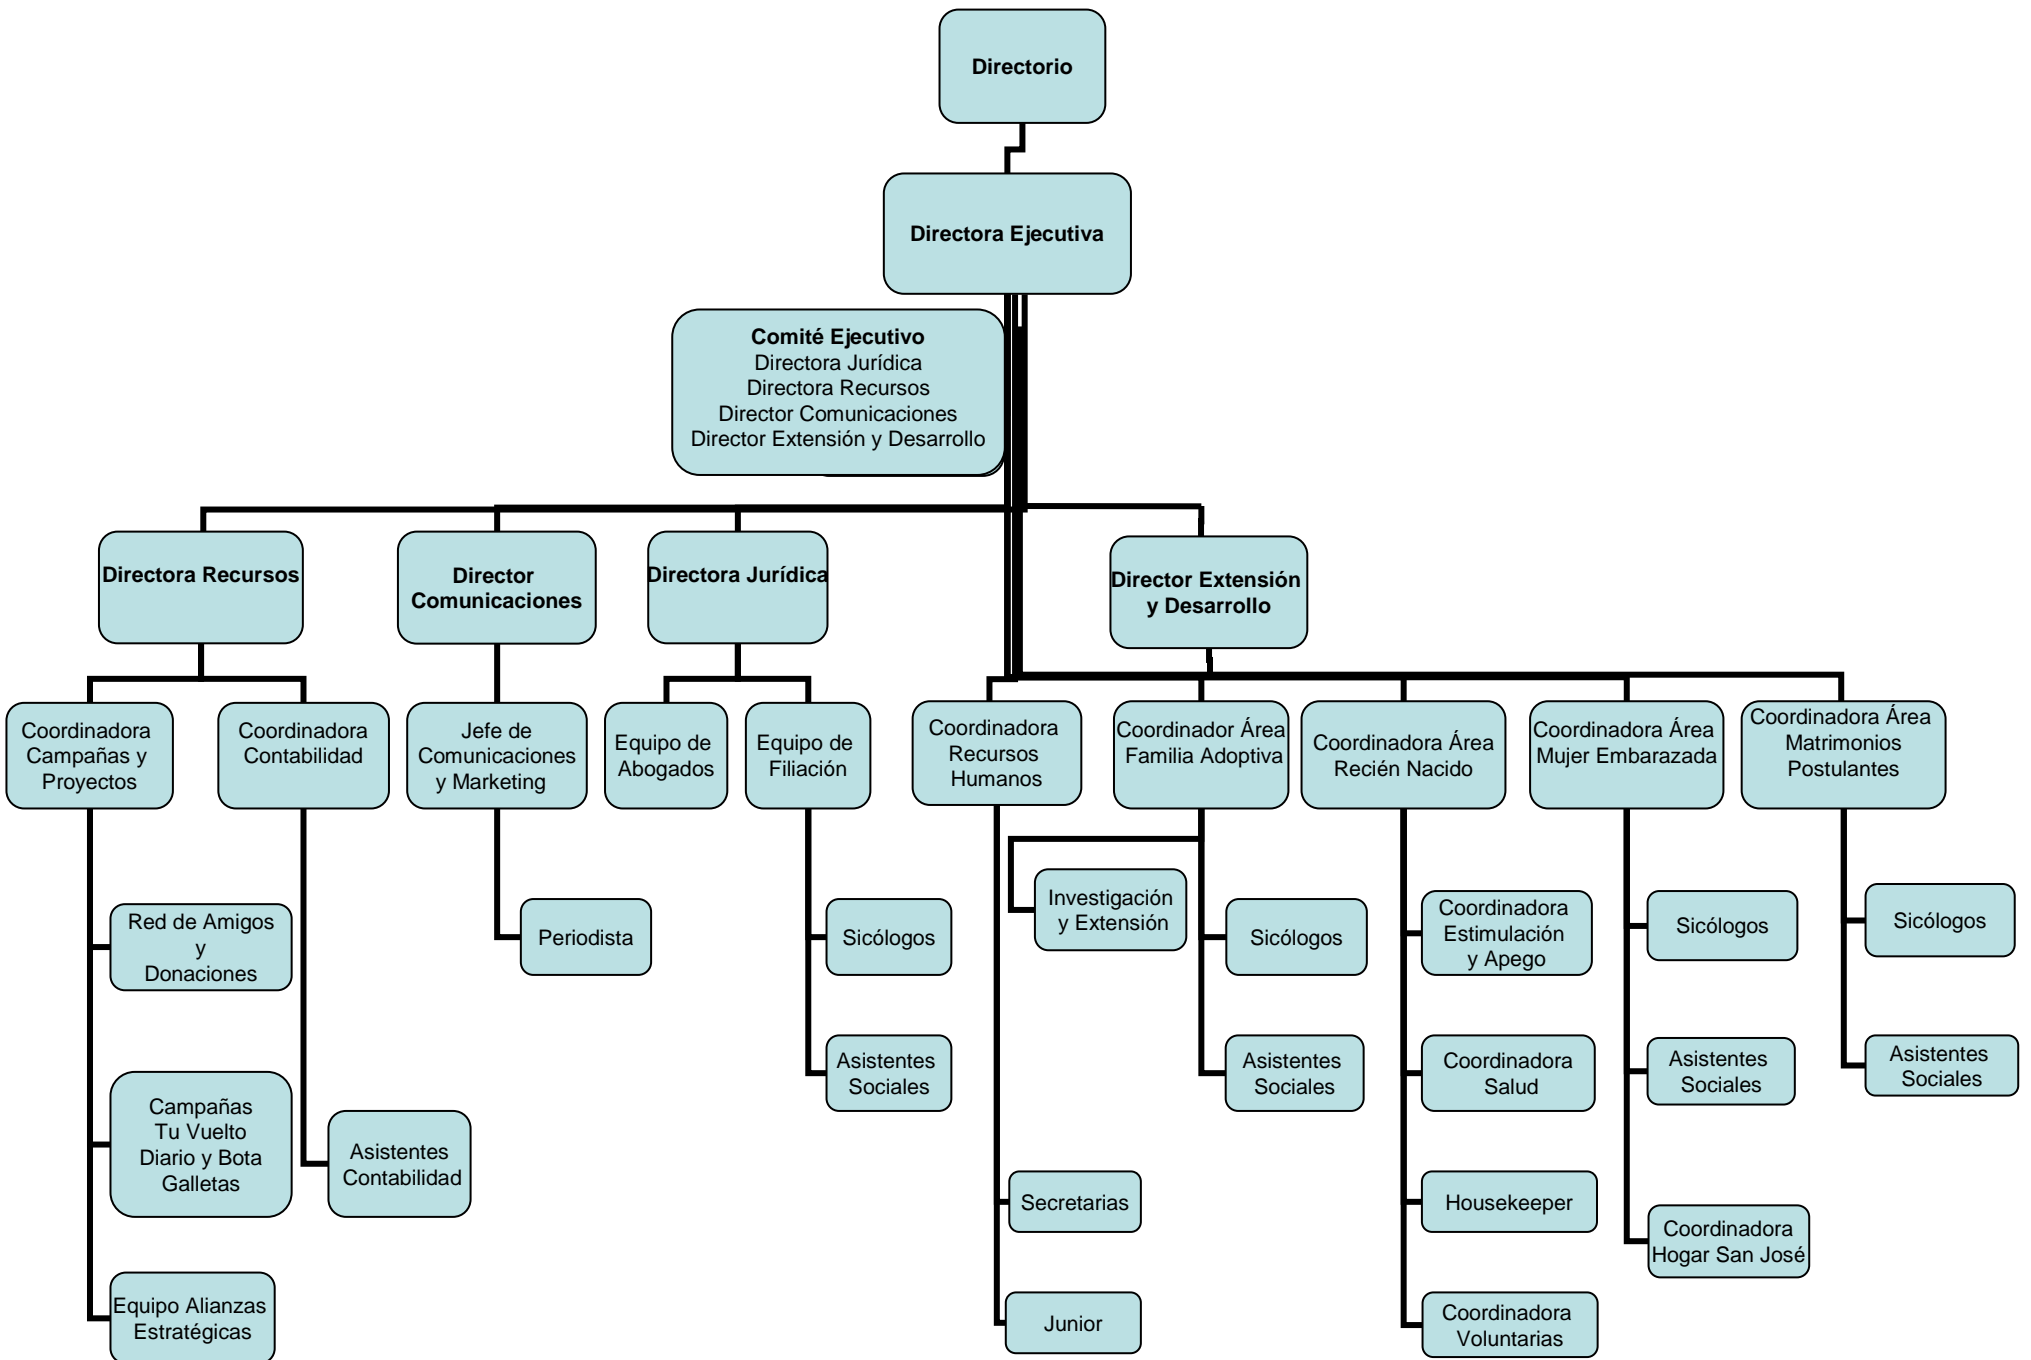 Directorio
Directora Ejecutiva
Comité Ejecutivo
Directora Jurídica
Directora Recursos
Director Comunicaciones
Director Extensión y Desarrollo
Directora Recursos
Director
Comunicaciones
Directora Jurídica
Director Extensión
y Desarrollo
Coordinadora
Campañas y
Proyectos
Coordinadora
Contabilidad
Jefe de
Comunicaciones
y Marketing
Equipo de
Abogados
Equipo de
Filiación
Coordinadora
Recursos
Humanos
Coordinador Área
Familia Adoptiva
Coordinadora Área
Recién Nacido
Coordinadora Área
Mujer Embarazada
Coordinadora Área
Matrimonios
Postulantes
Red de Amigos
y
Donaciones
Periodista
Sicólogos
Investigación
y Extensión
Sicólogos
Coordinadora
Estimulación
y Apego
Sicólogos
Sicólogos
Asistentes
Sociales
Asistentes
Sociales
Coordinadora
Salud
Asistentes
Sociales
Asistentes
Sociales
Campañas
Tu Vuelto
Diario y Bota
Galletas
Asistentes
Contabilidad
Secretarias
Housekeeper
Coordinadora
Hogar San José
Equipo Alianzas
Estratégicas
Junior
Coordinadora
Voluntarias